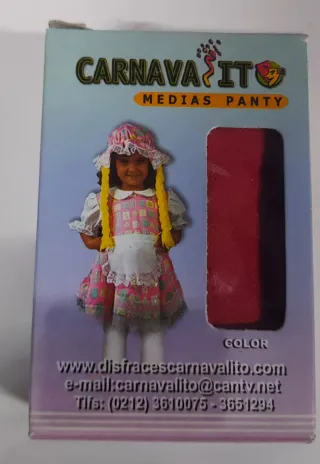 CARNAVALITO
MEDIAS PANTY
COLOR
www.disfracescarnavalito.com
e-mail:carnavalito@cantv.net
Tlfs: (0212) 3610075 - 3651294